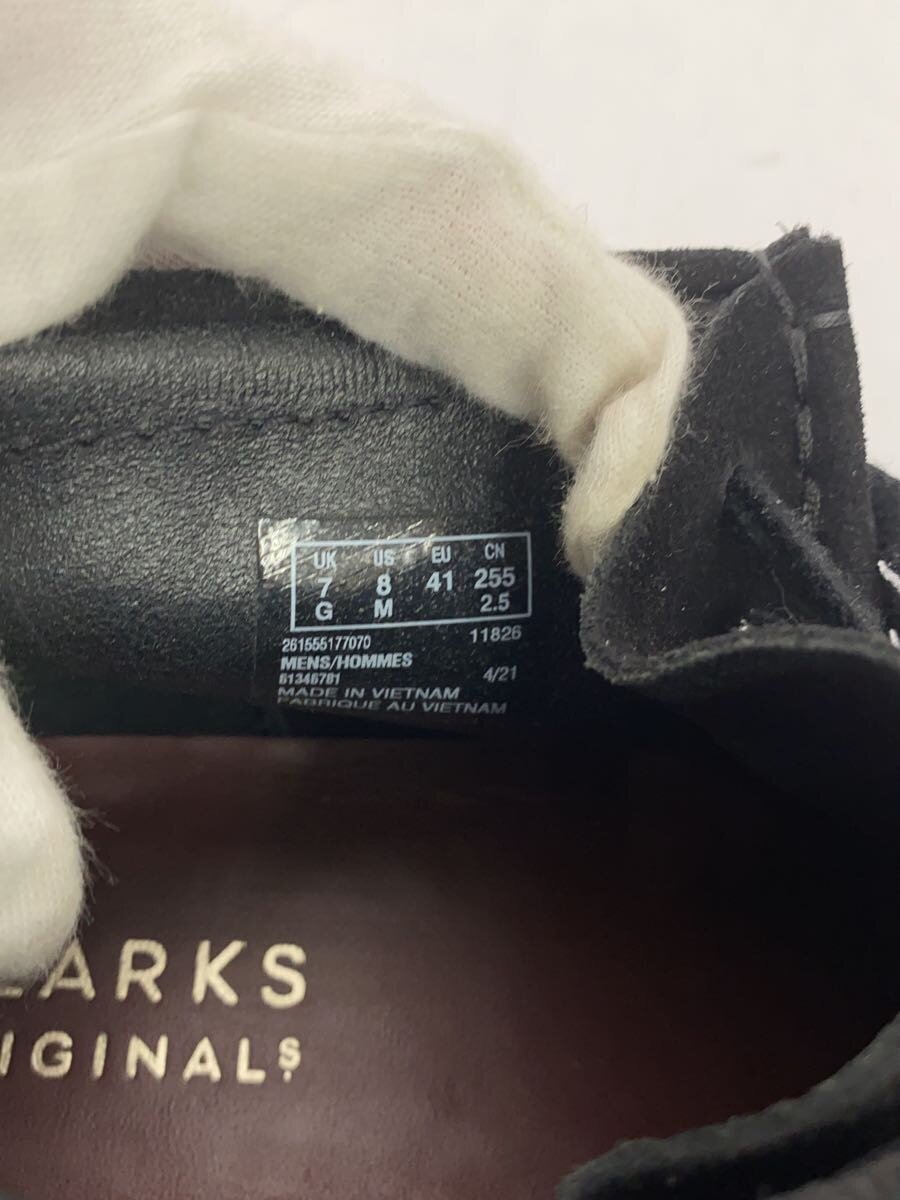 UK US EU CN
7 8 41 255
G M 2.5
261555177070 11826
MENS/HOMMES
61346781 4/21
MADE IN VIETNAM
FABRIQUE AU VIETNAM
LARKS
IGINALS